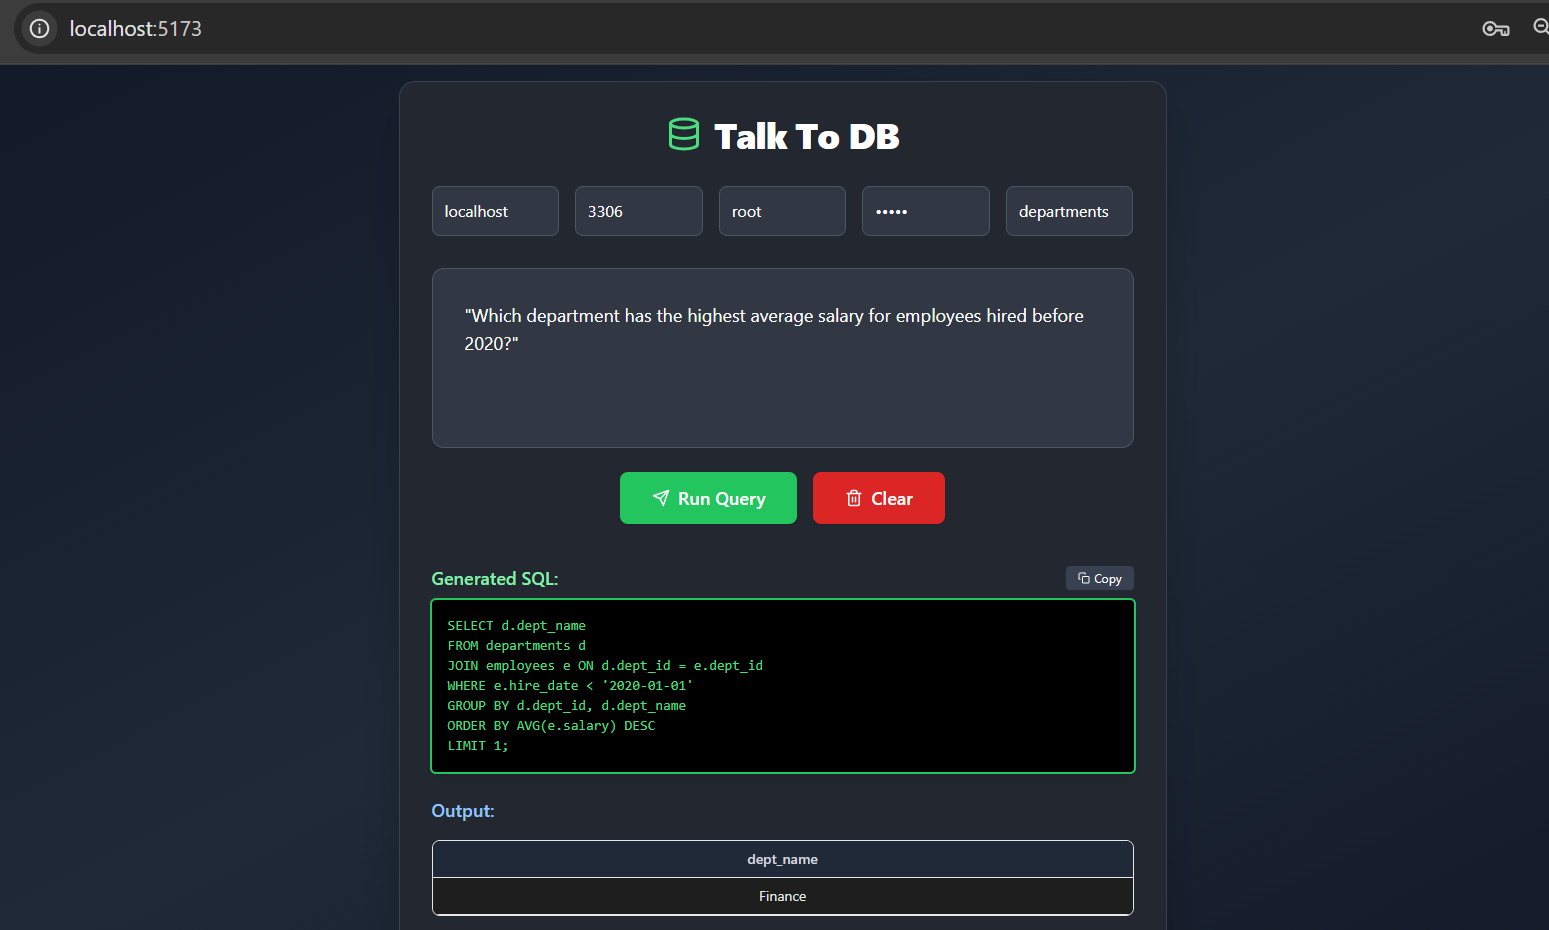 localhost:5173
Talk To DB
localhost 3306 root ••••• departments
"Which department has the highest average salary for employees hired before
2020?"
Run Query Clear
Generated SQL: Copy
SELECT d.dept_name
FROM departments d
JOIN employees e ON d.dept_id = e.dept_id
WHERE e.hire_date < '2020-01-01'
GROUP BY d.dept_id, d.dept_name
ORDER BY AVG(e.salary) DESC
LIMIT 1;
Output:
dept_name
Finance